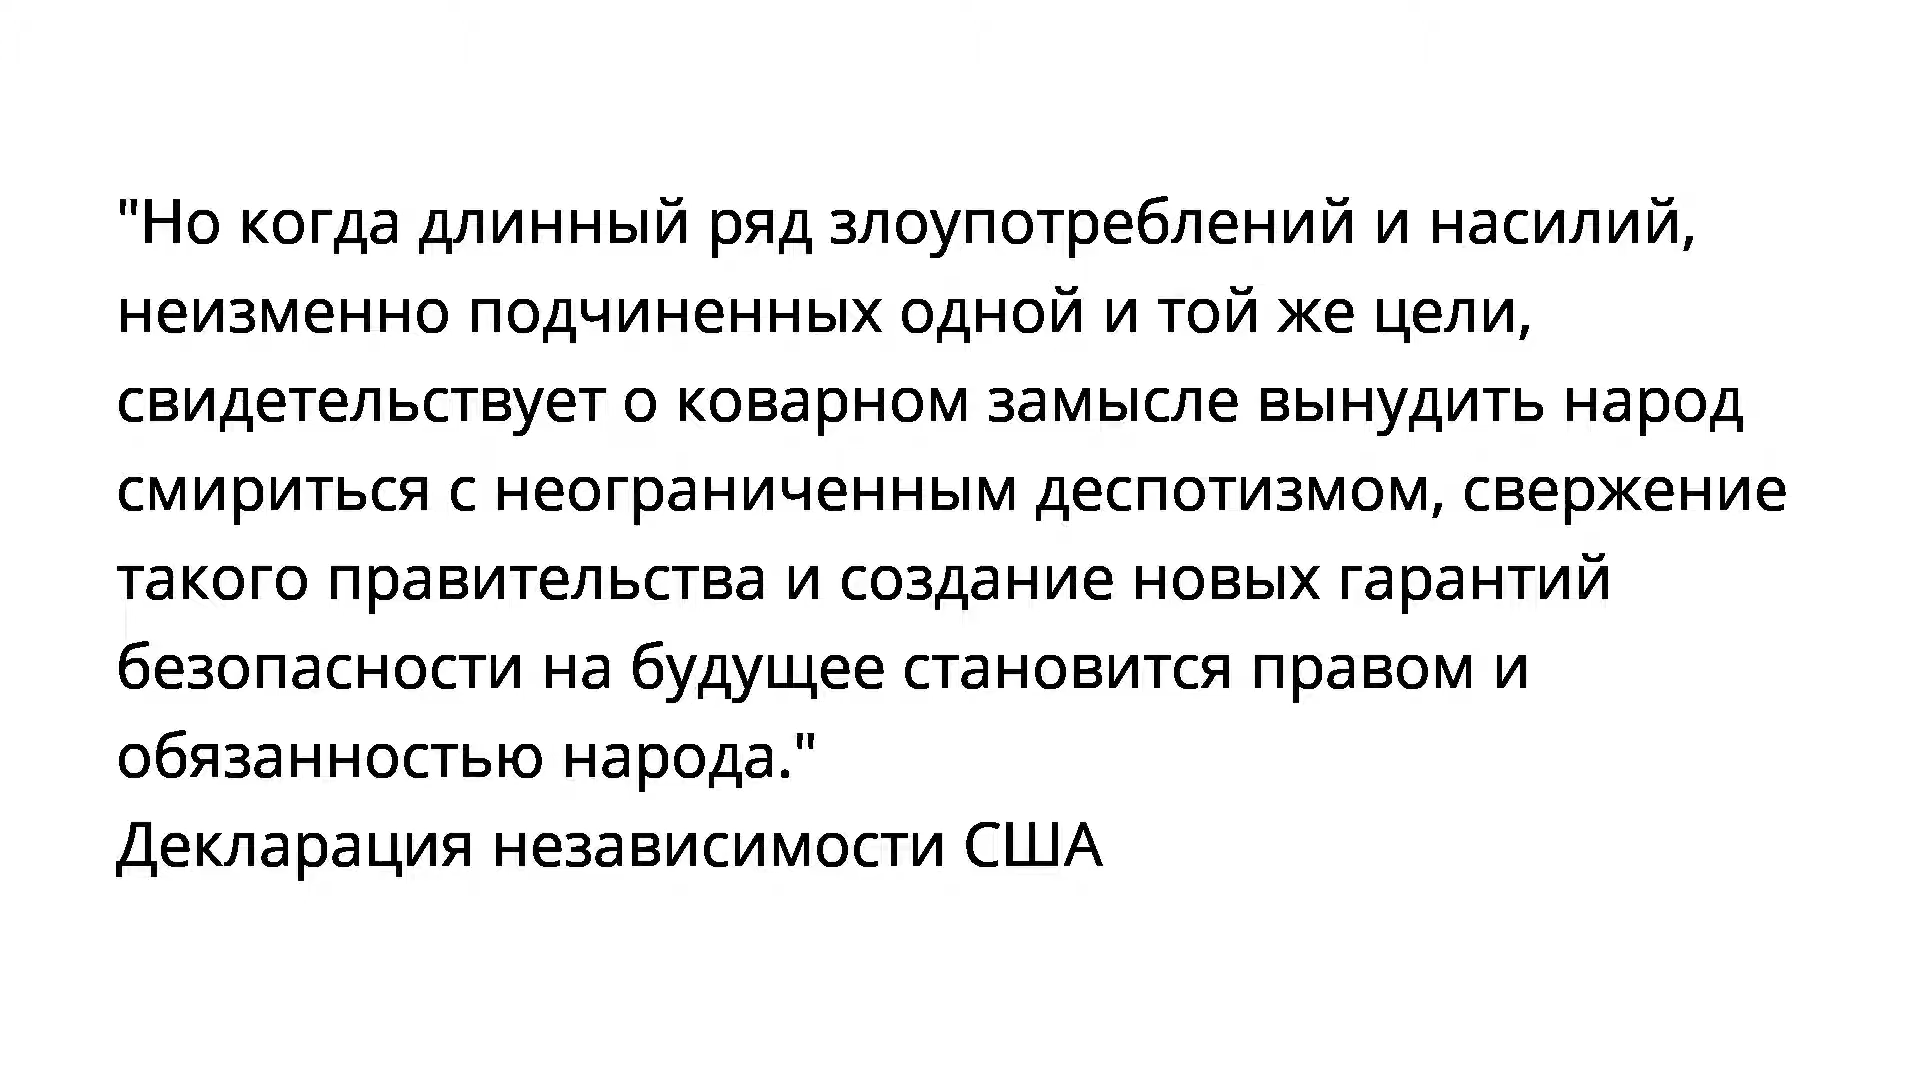 "Но когда длинный ряд злоупотреблений и насилий,
неизменно подчиненных одной и той же цели,
свидетельствует о коварном замысле вынудить народ
смириться с неограниченным деспотизмом, свержение
такого правительства и создание новых гарантий
безопасности на будущее становится правом и
обязанностью народа."
Декларация независимости США